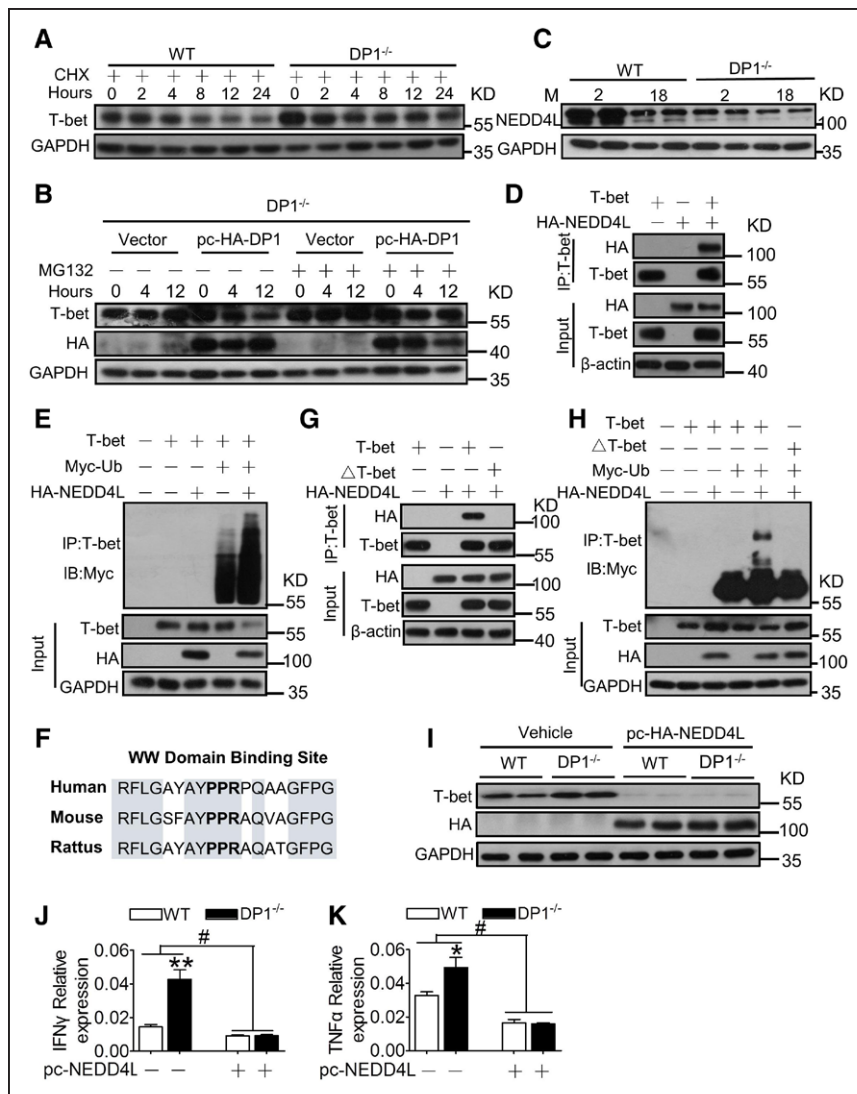 A
WT DP1-/-
CHX + + + + + + + + + + + +
Hours 0 2 4 8 12 24 0 2 4 8 12 24 KD
T-bet 55
GAPDH 35
C
WT DP1-/-
M 2 18 2 18 KD
NEDD4L 100
GAPDH 35
B
DP1-/-
Vector pc-HA-DP1 Vector pc-HA-DP1
MG132 − − − − − − + + + + + +
Hours 0 4 12 0 4 12 0 4 12 0 4 12 KD
T-bet 55
HA 40
GAPDH 35
D
T-bet + − +
HA-NEDD4L − + + KD
IP:T-bet
HA 100
T-bet 55
Input
HA 100
T-bet 55
β-actin 40
E
T-bet − + + + +
Myc-Ub − − − + +
HA-NEDD4L − − + − +
IP:T-bet
IB:Myc
KD
55
Input
T-bet 55
HA 100
GAPDH 35
G
T-bet + − + −
△T-bet − − − +
HA-NEDD4L − + + + KD
IP:T-bet
HA 100
T-bet 55
Input
HA 100
T-bet 55
β-actin 40
H
T-bet − + + + + −
△T-bet − − − − − +
Myc-Ub − − − + + +
HA-NEDD4L − − + − + +
IP:T-bet
IB:Myc
KD
55
Input
T-bet 55
HA 100
GAPDH 35
F
WW Domain Binding Site
Human RFLGAYAYPPRPQAAGFPG
Mouse RFLGSFAYPPRAQVAGFPG
Rattus RFLGAYAYPPRAQATGFPG
I
Vehicle pc-HA-NEDD4L
WT DP1-/- WT DP1-/-
KD
T-bet 55
HA 100
GAPDH 35
J
WT DP1-/-
#
**
IFNγ Relative
expression
0.06
0.04
0.02
0.00
pc-NEDD4L − − + +
K
WT DP1-/-
#
*
TNFα Relative
expression
0.06
0.04
0.02
0.00
pc-NEDD4L − − + +